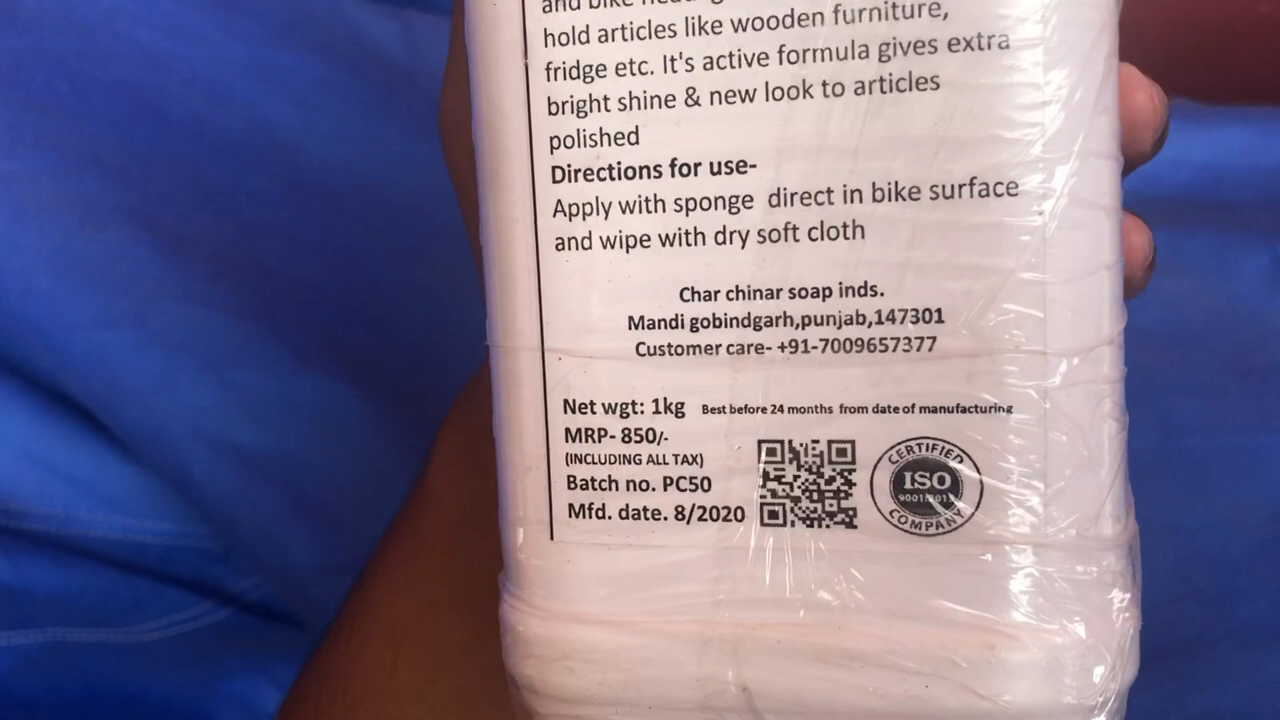 and bike
hold articles like wooden furniture,
fridge etc. It's active formula gives extra
bright shine & new look to articles
polished
Directions for use-
Apply with sponge direct in bike surface
and wipe with dry soft cloth
Char chinar soap inds.
Mandi gobindgarh,punjab,147301
Customer care- +91-7009657377
Net wgt: 1kg Best before 24 months from date of manufacturing
MRP- 850/-
(INCLUDING ALL TAX)
Batch no. PC50
Mfd. date. 8/2020
CERTIFIED
ISO
COMPANY